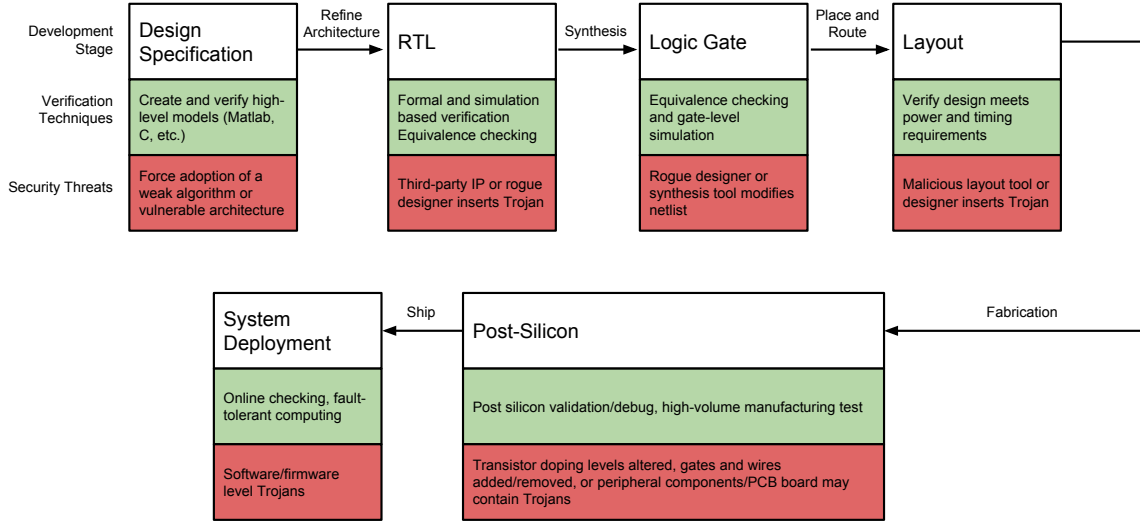 Development
Stage
Design
Specification
Refine
Architecture
RTL
Synthesis
Logic Gate
Place and
Route
Layout
Verification
Techniques
Create and verify high-
level models (Matlab,
C, etc.)
Formal and simulation
based verification
Equivalence checking
Equivalence checking
and gate-level
simulation
Verify design meets
power and timing
requirements
Security Threats
Force adoption of a
weak algorithm or
vulnerable architecture
Third-party IP or rogue
designer inserts Trojan
Rogue designer or
synthesis tool modifies
netlist
Malicious layout tool or
designer inserts Trojan
System
Deployment
Ship
Post-Silicon
Fabrication
Online checking, fault-
tolerant computing
Post silicon validation/debug, high-volume manufacturing test
Software/firmware
level Trojans
Transistor doping levels altered, gates and wires
added/removed, or peripheral components/PCB board may
contain Trojans